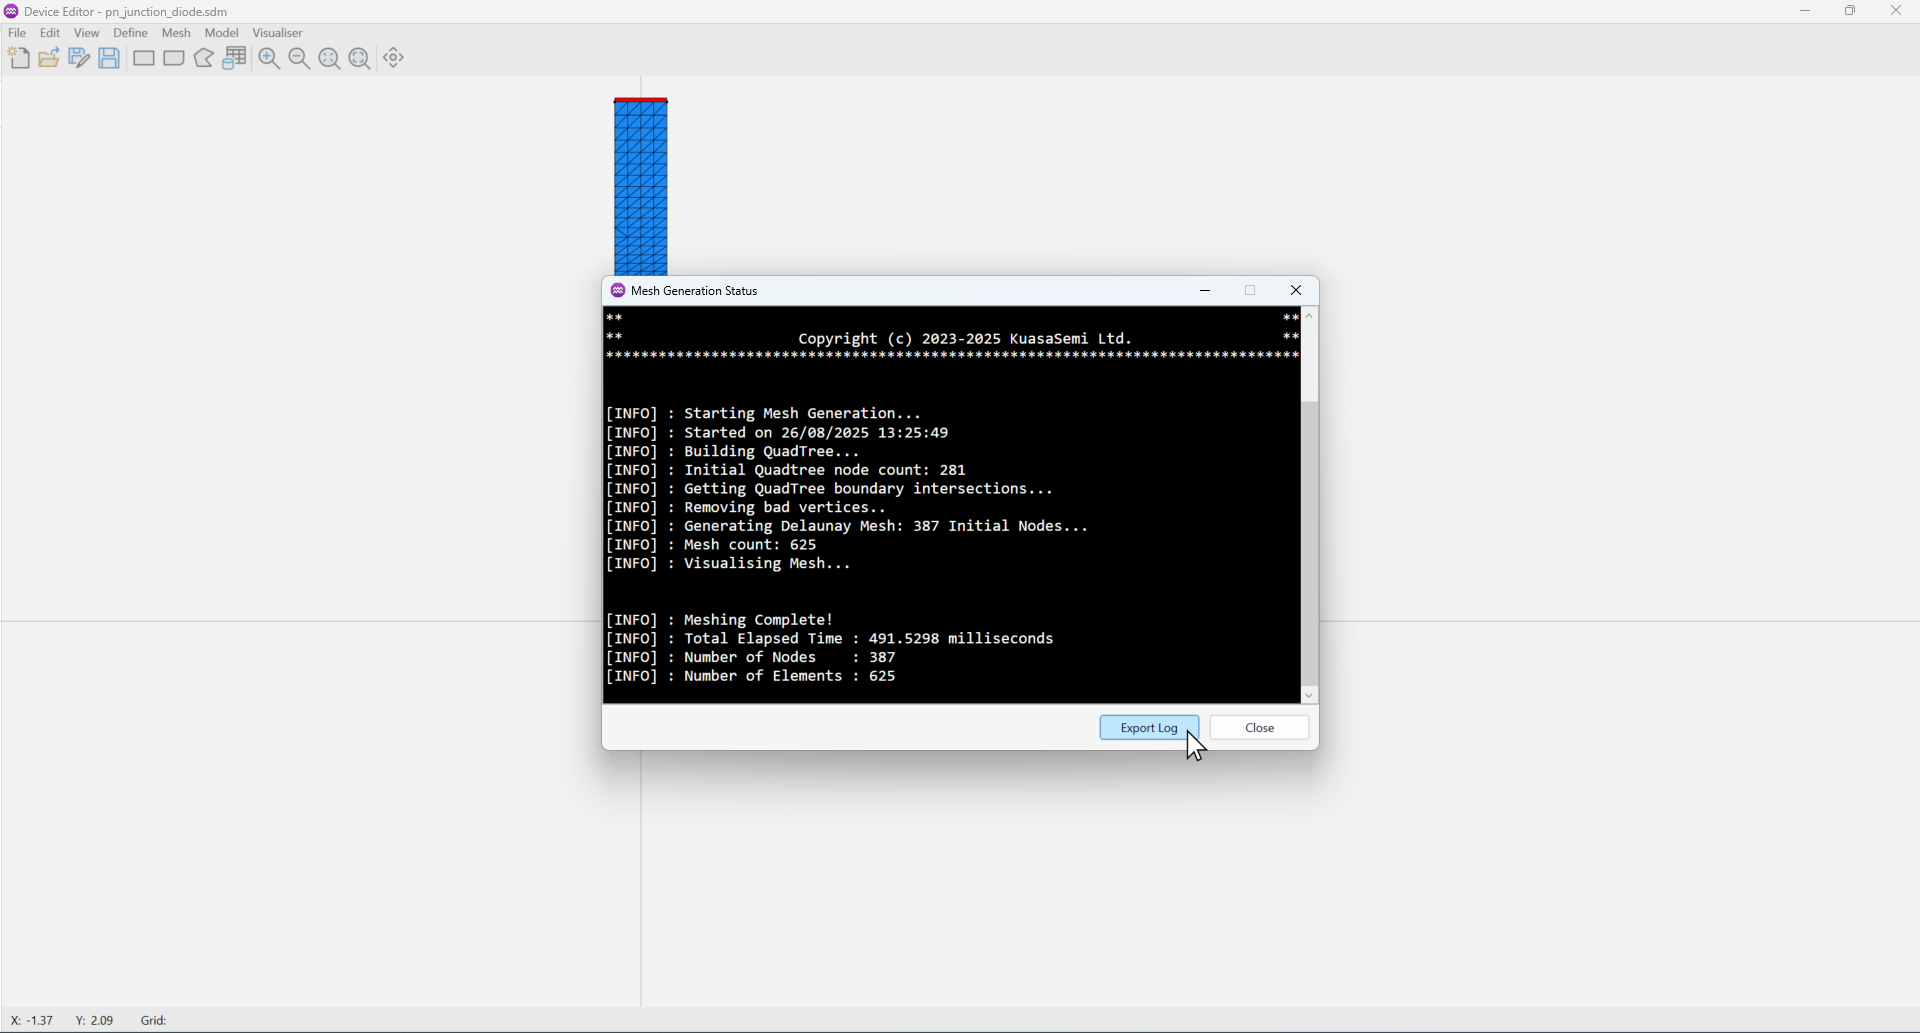 Device Editor - pn_junction_diode.sdm
File Edit View Define Mesh Model Visualiser
Mesh Generation Status
** **
** Copyright (c) 2023-2025 KuasaSemi Ltd. **
*******************************************************************************
[INFO] : Starting Mesh Generation...
[INFO] : Started on 26/08/2025 13:25:49
[INFO] : Building QuadTree...
[INFO] : Initial Quadtree node count: 281
[INFO] : Getting QuadTree boundary intersections...
[INFO] : Removing bad vertices..
[INFO] : Generating Delaunay Mesh: 387 Initial Nodes...
[INFO] : Mesh count: 625
[INFO] : Visualising Mesh...
[INFO] : Meshing Complete!
[INFO] : Total Elapsed Time : 491.5298 milliseconds
[INFO] : Number of Nodes : 387
[INFO] : Number of Elements : 625
Export Log Close
X: -1.37 Y: 2.09 Grid: